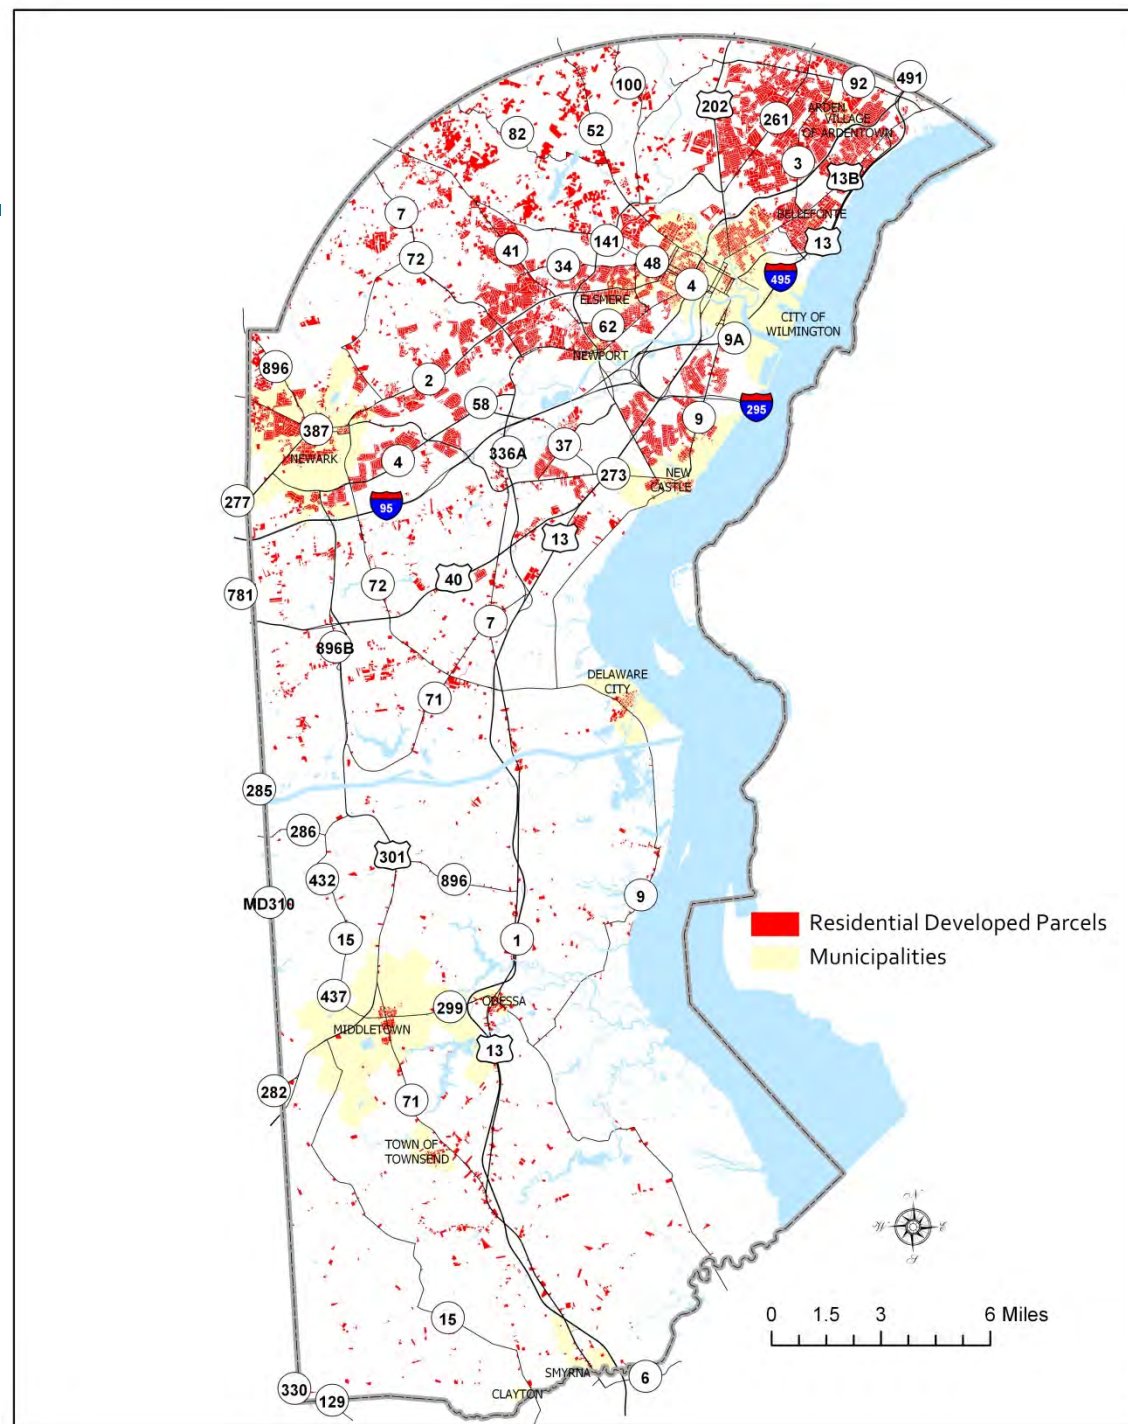 100
92
491
202
ARDEN
261
VILLAGE
OF ARDENTOWN
82
52
3
13B
7
BELLEFONTE
141
13
41
72
34
48
495
4
ELSMERE
CITY OF
WILMINGTON
62
9A
NEWPORT
896
2
58
295
9
387
37
336A
NEWARK
4
273
NEW
CASTLE
277
95
13
40
72
781
7
896B
DELAWARE
CITY
71
285
286
301
432
896
9
MD310
Residential Developed Parcels
15
1
Municipalities
437
299
ODESSA
MIDDLETOWN
13
282
71
TOWN OF
TOWNSEND
N
W E
S
15
0 1.5 3 6 Miles
SMYRNA
6
330
CLAYTON
129